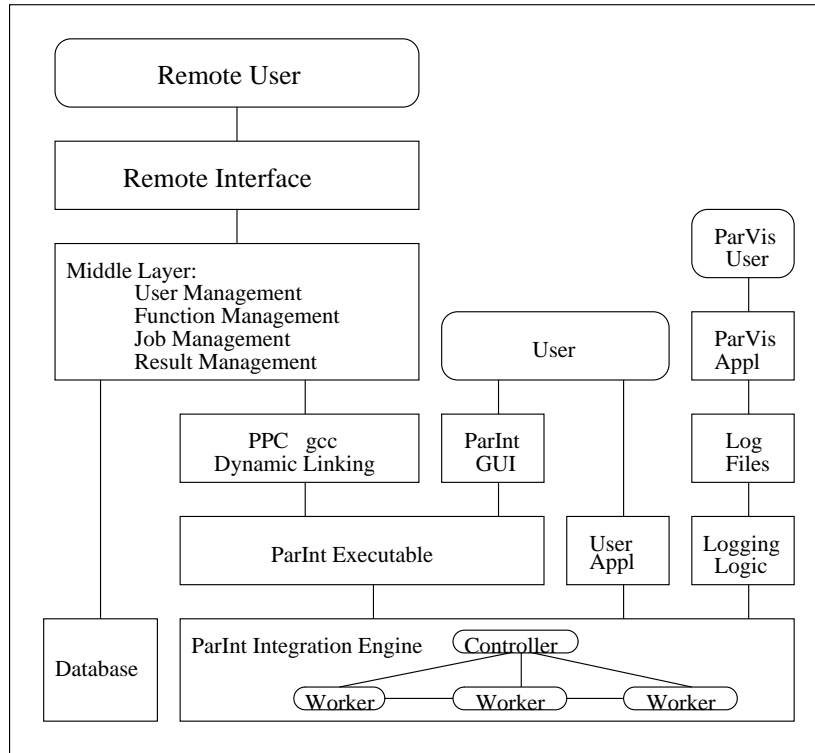 Remote User
Remote Interface
Middle Layer:
User Management
Function Management
Job Management
Result Management
ParVis
User
User
ParVis
Appl
PPC gcc
Dynamic Linking
ParInt
GUI
Log
Files
ParInt Executable
User
Appl
Logging
Logic
Database
ParInt Integration Engine
Controller
Worker
Worker
Worker